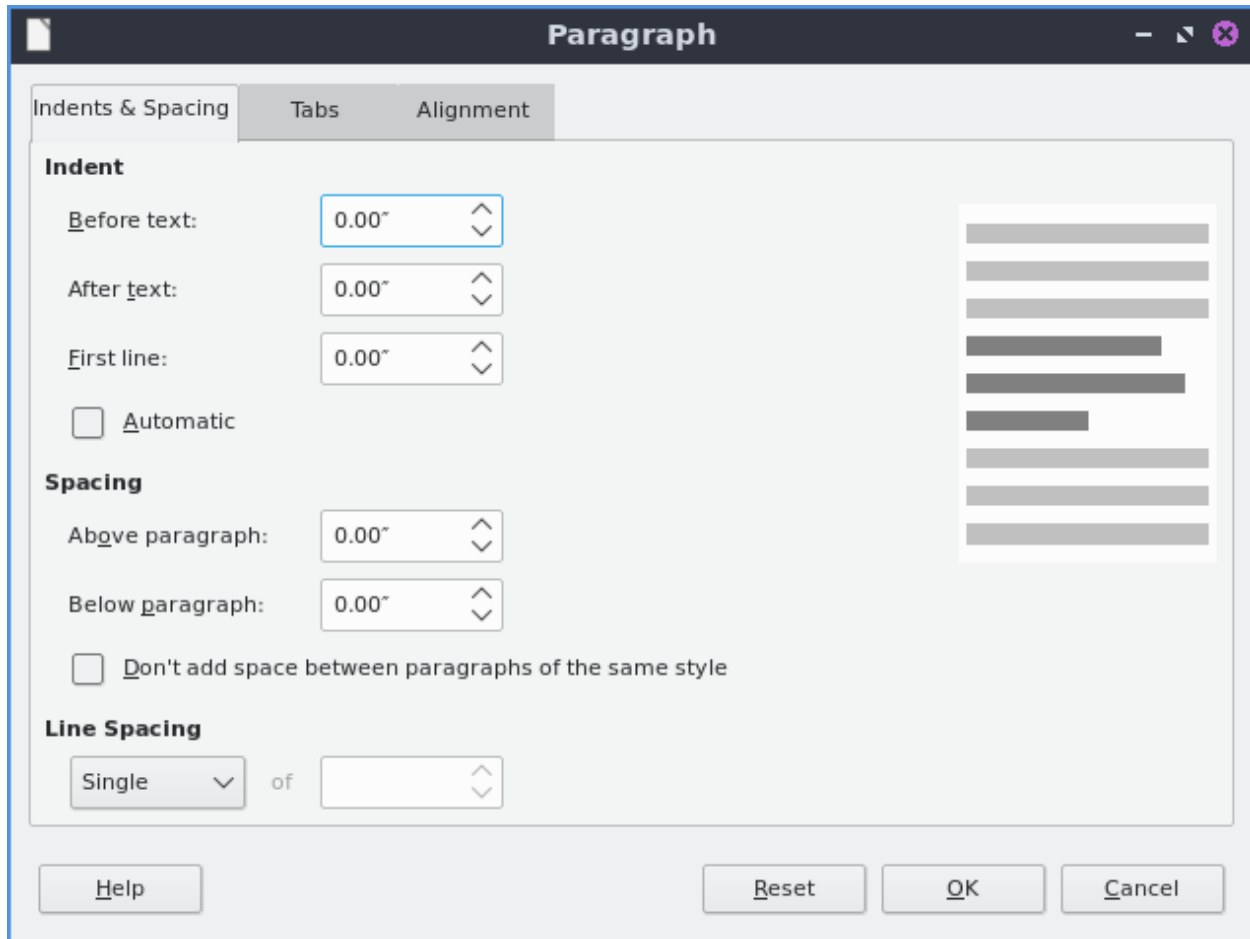 Paragraph
Indents & Spacing Tabs Alignment
Indent
Before text: 0.00″
After text: 0.00″
First line: 0.00″
Automatic
Spacing
Above paragraph: 0.00″
Below paragraph: 0.00″
Don't add space between paragraphs of the same style
Line Spacing
Single of
Help Reset OK Cancel